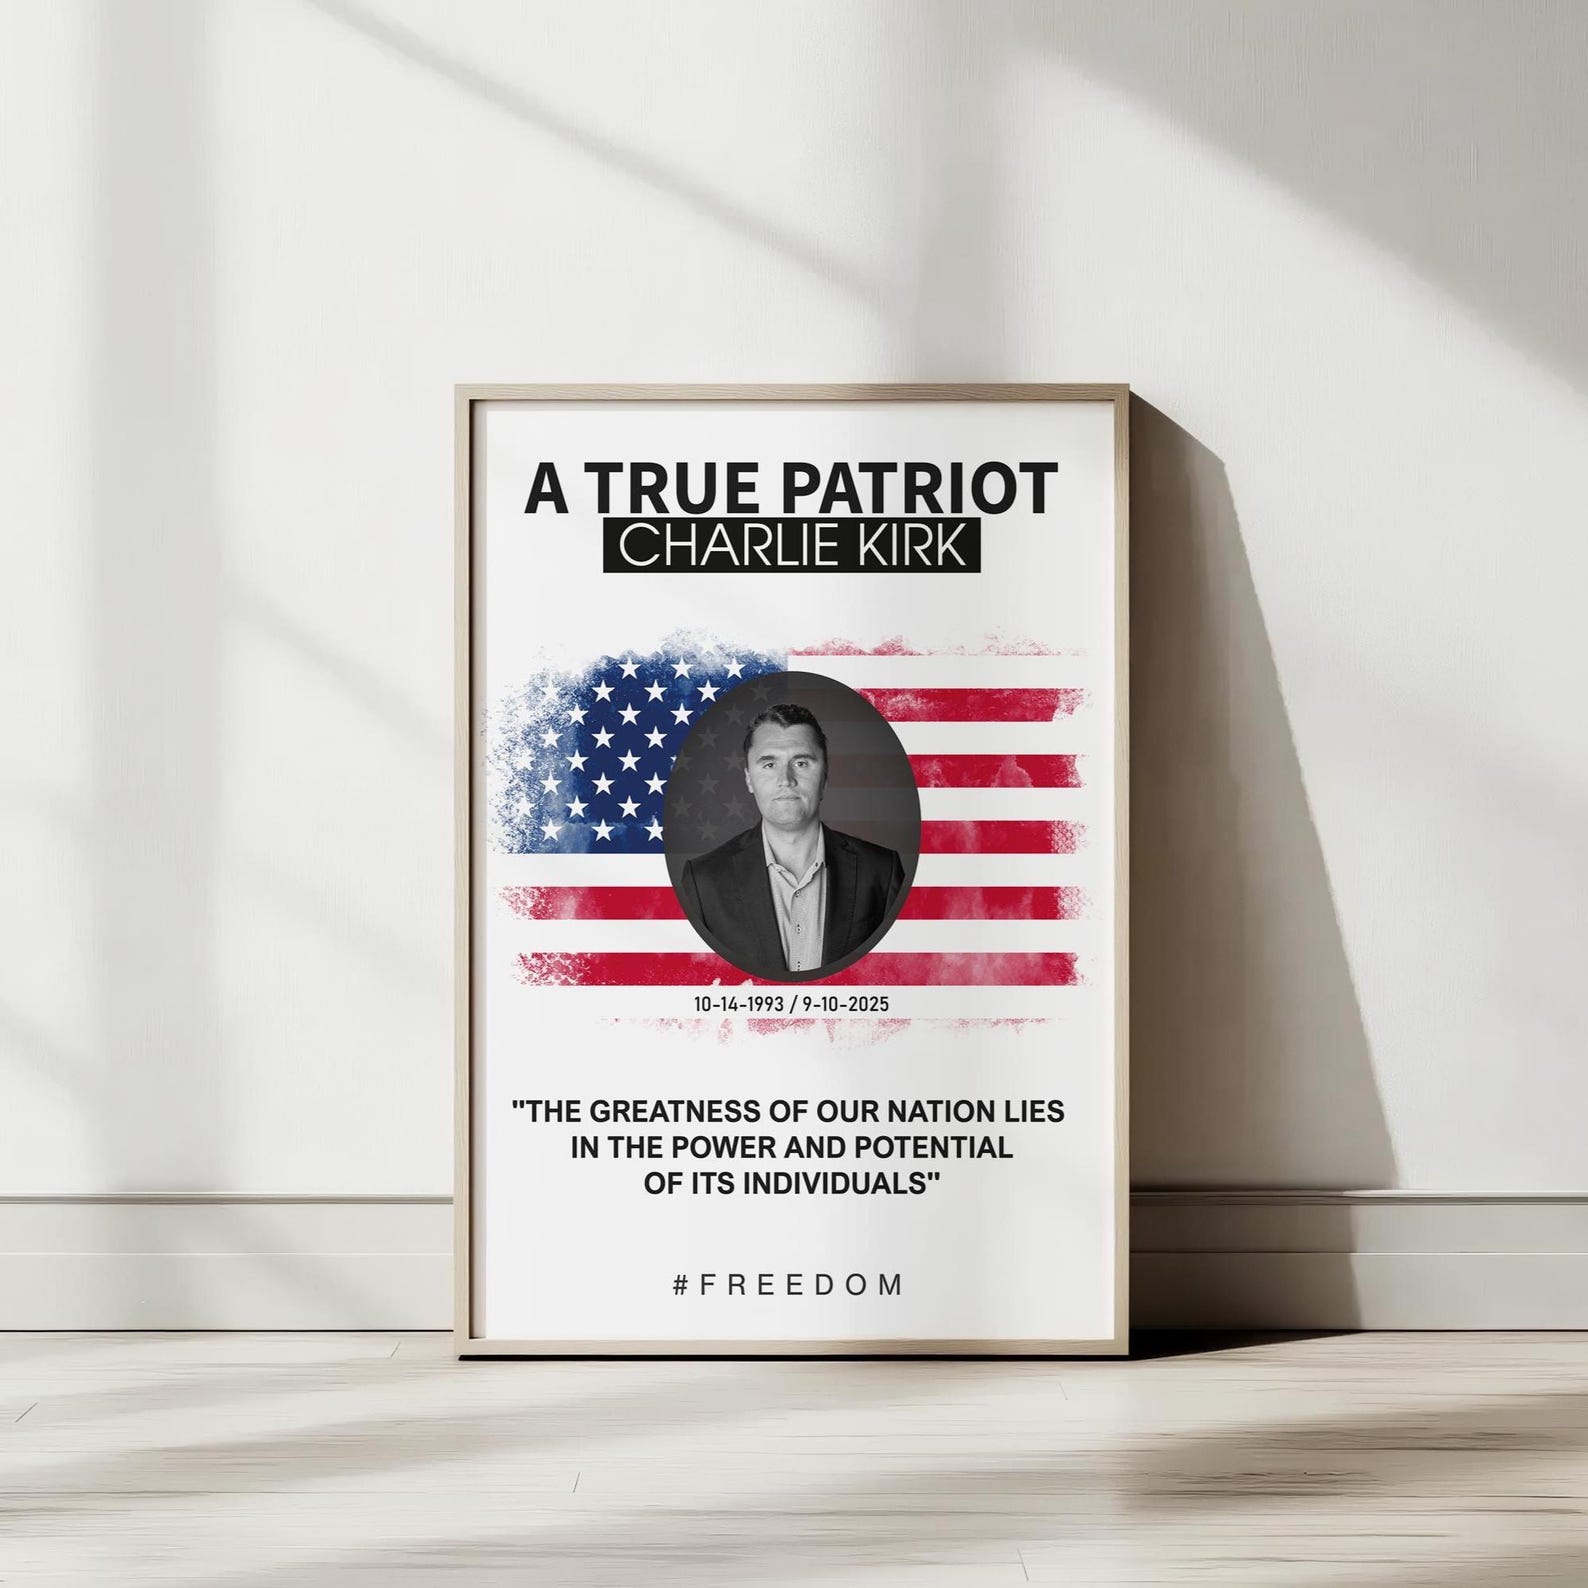 A TRUE PATRIOT
CHARLIE KIRK
10-14-1993 / 9-10-2025
"THE GREATNESS OF OUR NATION LIES
IN THE POWER AND POTENTIAL
OF ITS INDIVIDUALS"
#FREEDOM